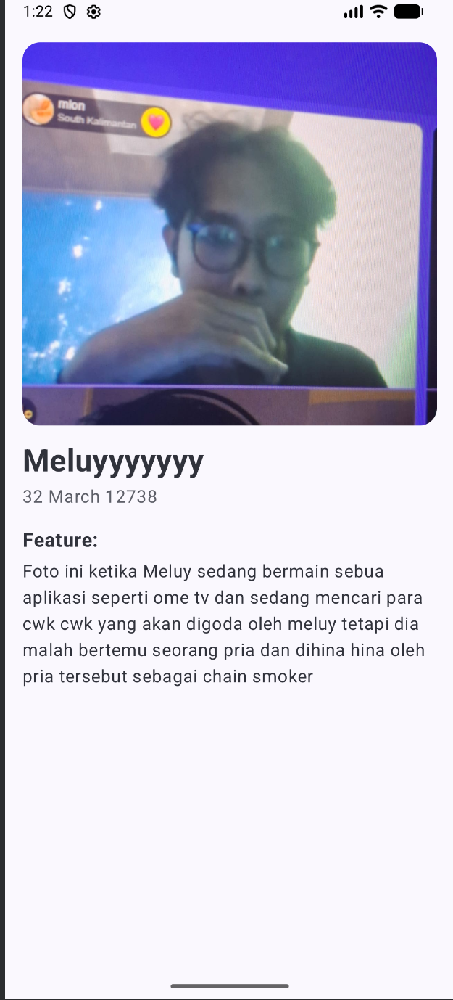 1:22
mlon
South Kalimantan
Meluyyyyyyy
32 March 12738
Feature:
Foto ini ketika Meluy sedang bermain sebua
aplikasi seperti ome tv dan sedang mencari para
cwk cwk yang akan digoda oleh meluy tetapi dia
malah bertemu seorang pria dan dihina hina oleh
pria tersebut sebagai chain smoker